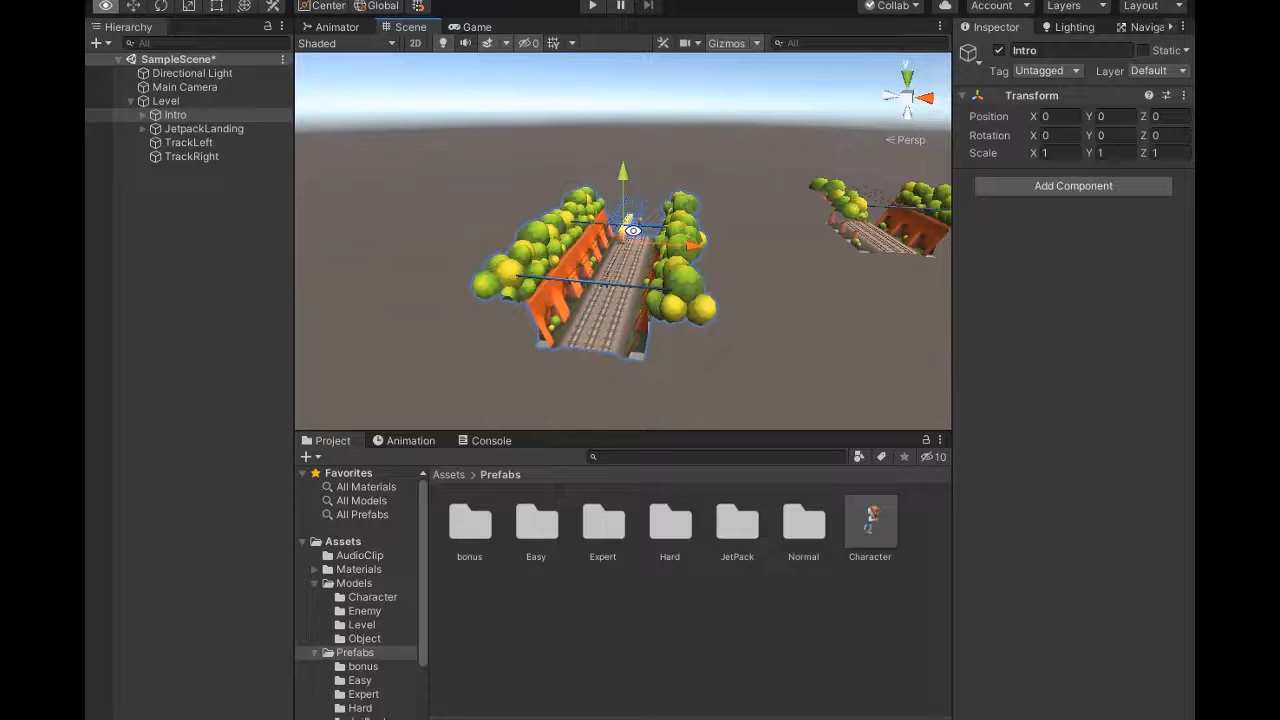 Center Global Collab Account Layers Layout
Hierarchy Animator Scene Game Inspector Lighting Naviga
All Shaded 2D 0 Gizmos All Intro Static
SampleScene* Tag Untagged Layer Default
Directional Light
Main Camera
Level
Intro
JetpackLanding
TrackLeft
TrackRight
y
Persp
Transform
Position X 0 Y 0 Z 0
Rotation X 0 Y 0 Z 0
Scale X 1 Y 1 Z 1
Add Component
Project Animation Console
10
Favorites
All Materials
All Models
All Prefabs
Assets
AudioClip
Materials
Models
Character
Enemy
Level
Object
Prefabs
bonus
Easy
Expert
Hard
Assets > Prefabs
bonus Easy Expert Hard JetPack Normal Character